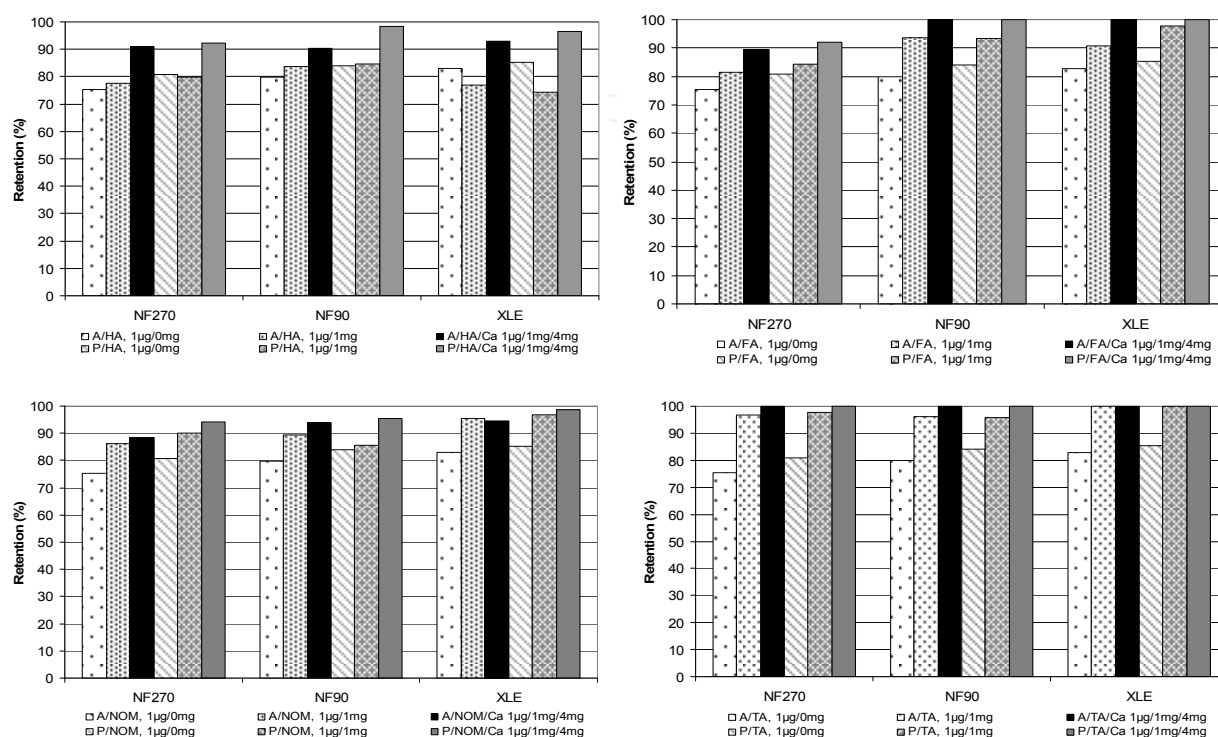 Retention (%)
100
90
80
70
60
50
40
30
20
10
0
NF270 NF90 XLE
A/HA, 1µg/0mg A/HA, 1µg/1mg A/HA/Ca 1µg/1mg/4mg
P/HA, 1µg/0mg P/HA, 1µg/1mg P/HA/Ca 1µg/1mg/4mg
Retention (%)
100
90
80
70
60
50
40
30
20
10
0
NF270 NF90 XLE
A/FA, 1µg/0mg A/FA, 1µg/1mg A/FA/Ca 1µg/1mg/4mg
P/FA, 1µg/0mg P/FA, 1µg/1mg P/FA/Ca 1µg/1mg/4mg
Retention (%)
100
90
80
70
60
50
40
30
20
10
0
NF270 NF90 XLE
A/NOM, 1µg/0mg A/NOM, 1µg/1mg A/NOM/Ca 1µg/1mg/4mg
P/NOM, 1µg/0mg P/NOM, 1µg/1mg P/NOM/Ca 1µg/1mg/4mg
Retention (%)
100
90
80
70
60
50
40
30
20
10
0
NF270 NF90 XLE
A/TA, 1µg/0mg A/TA, 1µg/1mg A/TA/Ca 1µg/1mg/4mg
P/TA, 1µg/0mg P/TA, 1µg/1mg P/TA/Ca 1µg/1mg/4mg